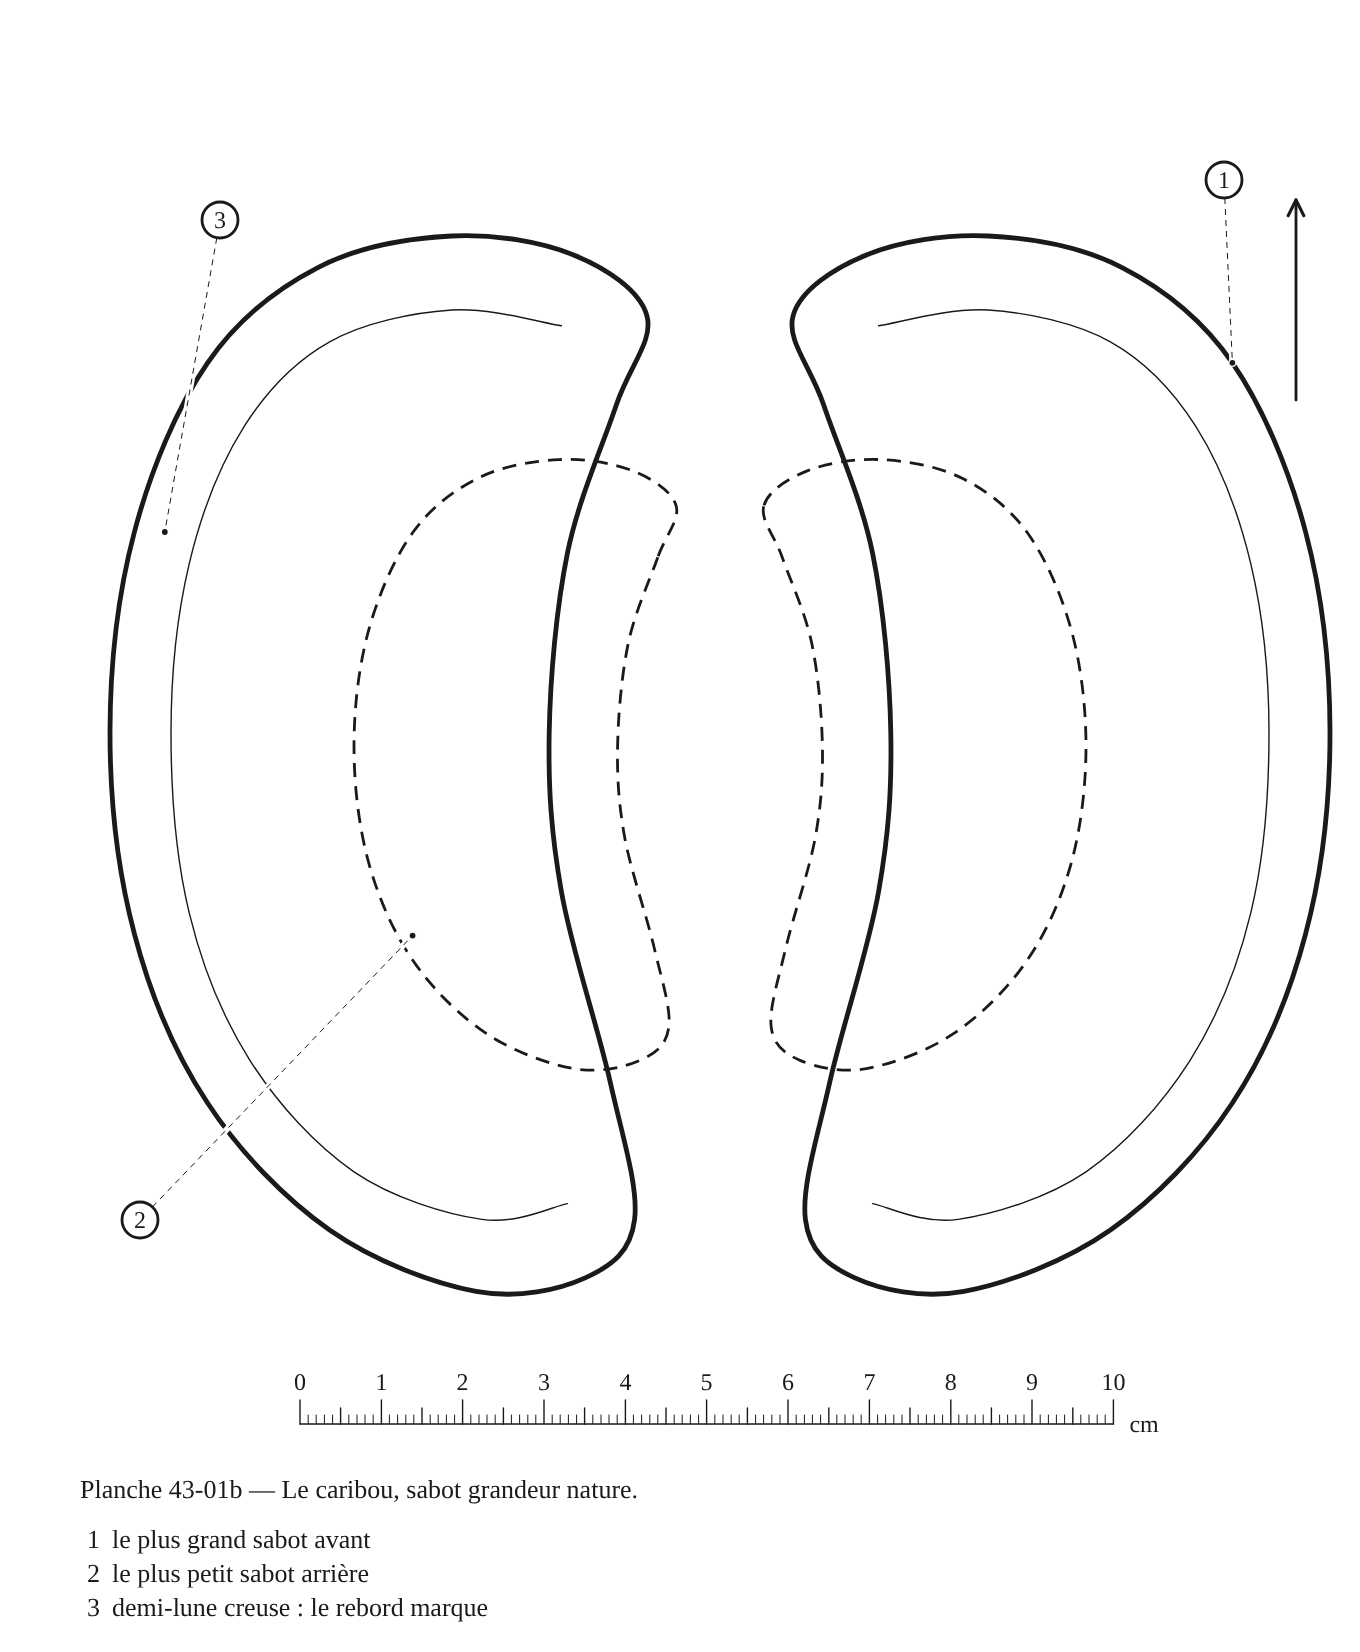 1
3
2
0 1 2 3 4 5 6 7 8 9 10
cm
Planche 43-01b — Le caribou, sabot grandeur nature.
1 le plus grand sabot avant
2 le plus petit sabot arrière
3 demi-lune creuse : le rebord marque